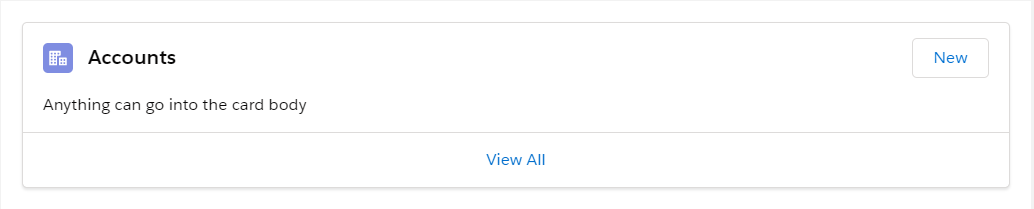 Accounts
New
Anything can go into the card body
View All